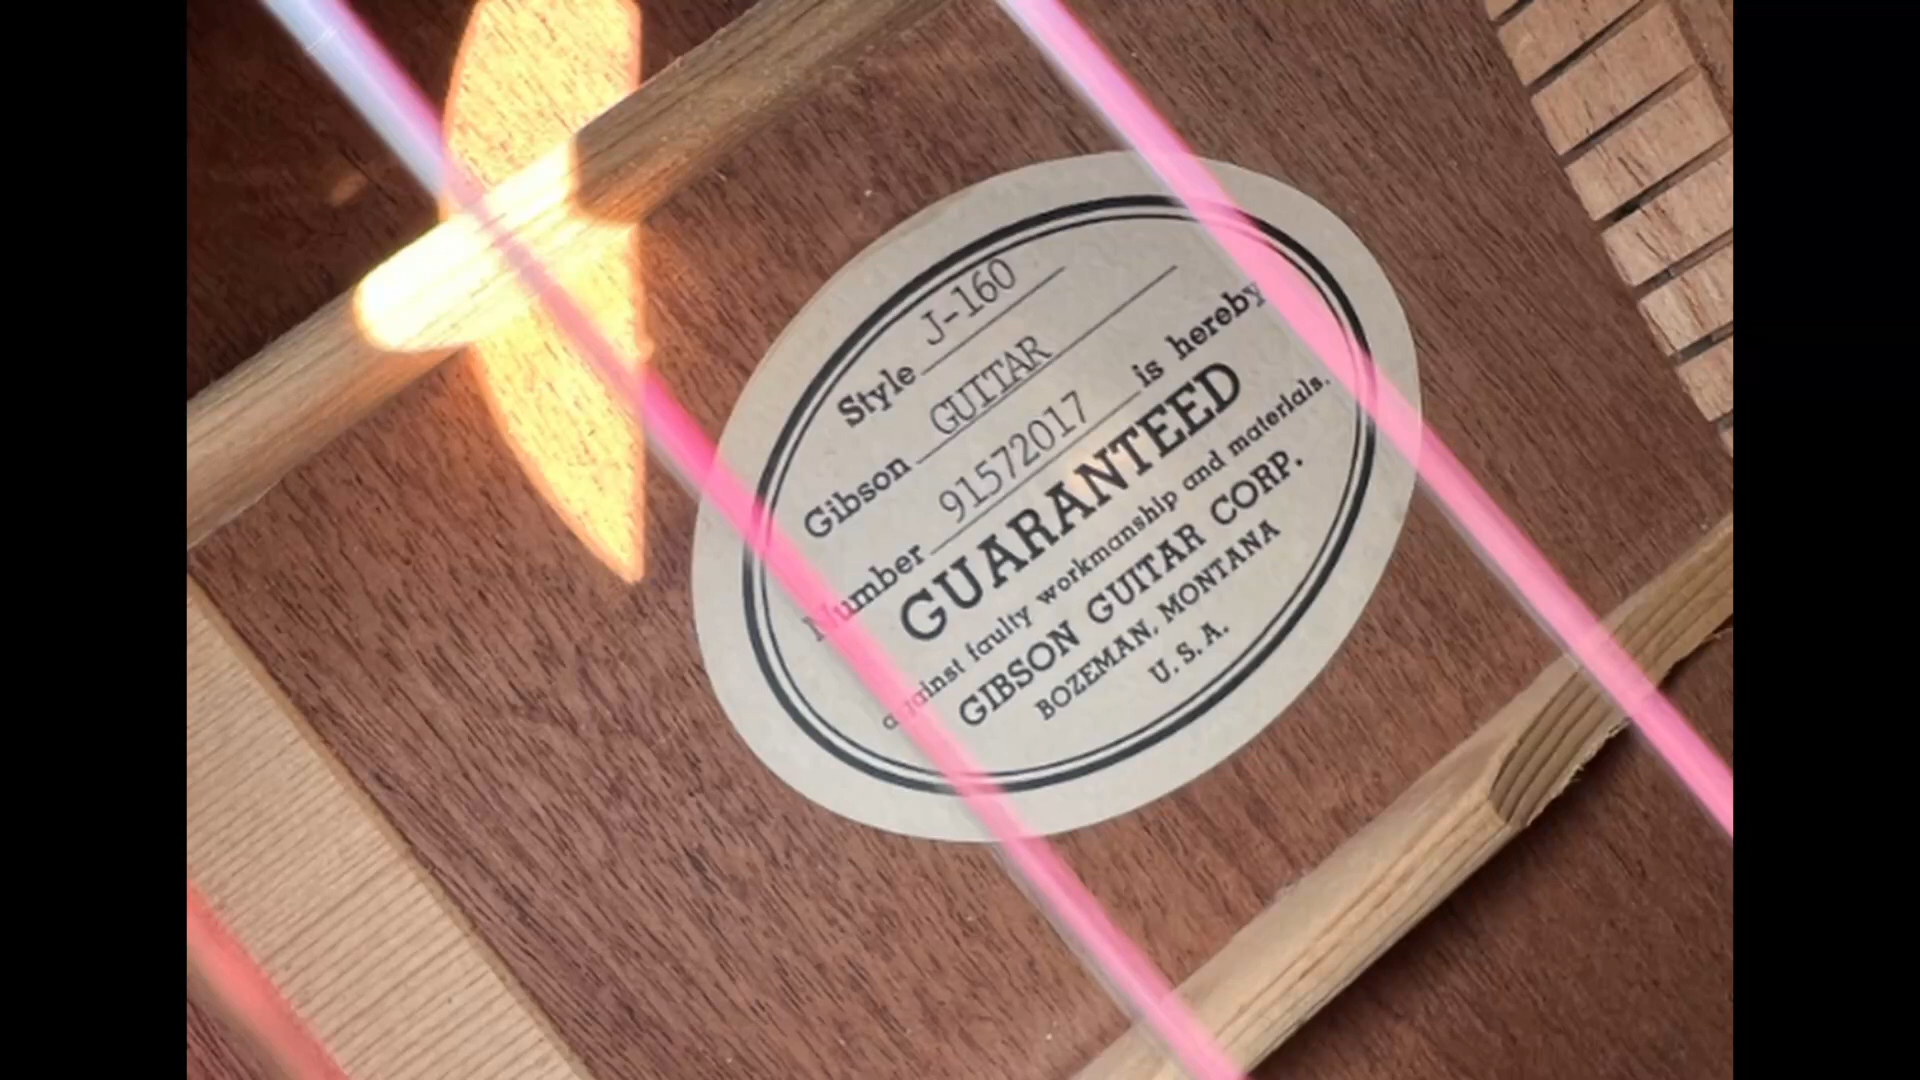 Style J-160
Gibson GUITAR
Number 91572017 is hereby
GUARANTEED
against faulty workmanship and materials.
GIBSON GUITAR CORP.
BOZEMAN, MONTANA
U. S. A.